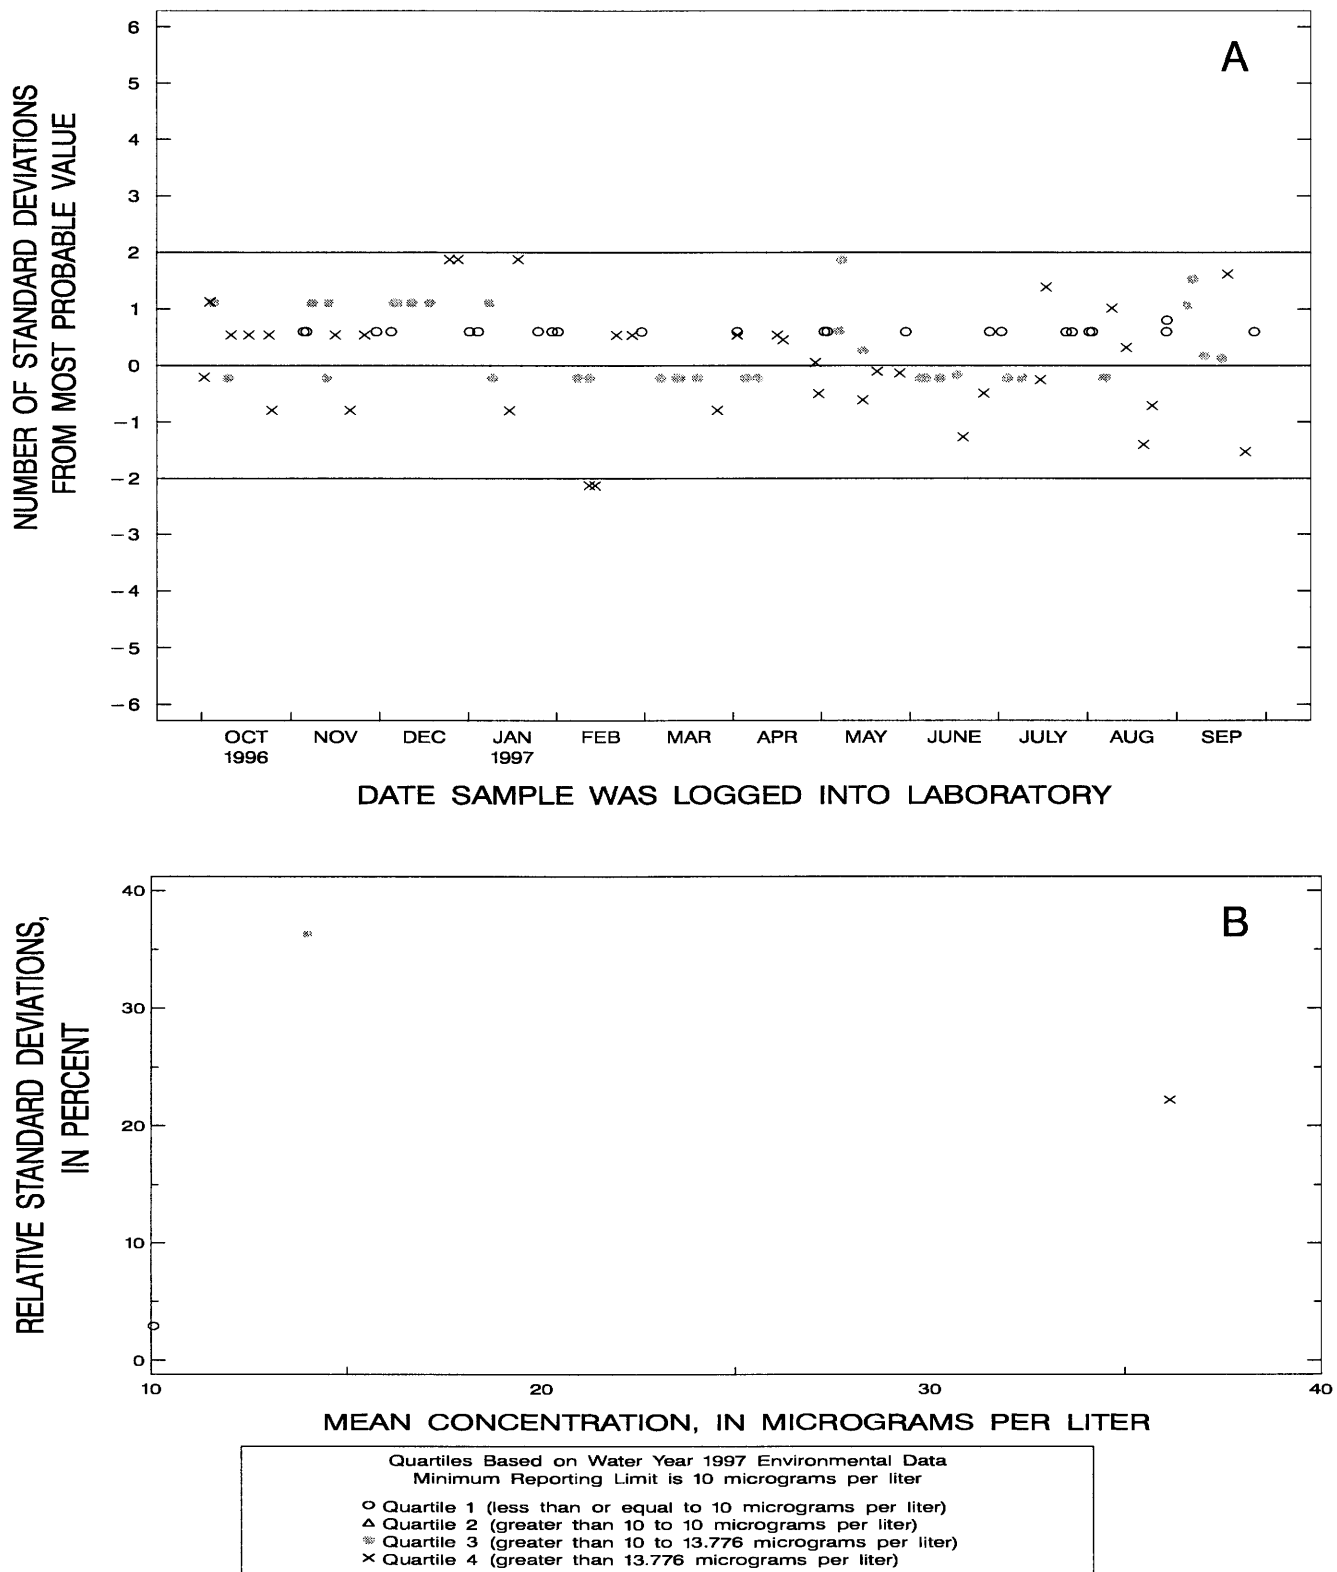 A
NUMBER OF STANDARD DEVIATIONS
FROM MOST PROBABLE VALUE
6
5
4
3
2
1
0
−1
−2
−3
−4
−5
−6
OCT NOV DEC JAN FEB MAR APR MAY JUNE JULY AUG SEP
1996 1997
DATE SAMPLE WAS LOGGED INTO LABORATORY
B
RELATIVE STANDARD DEVIATIONS,
IN PERCENT
40
30
20
10
0
10 20 30 40
MEAN CONCENTRATION, IN MICROGRAMS PER LITER
Quartiles Based on Water Year 1997 Environmental Data
Minimum Reporting Limit is 10 micrograms per liter
Quartile 1 (less than or equal to 10 micrograms per liter)
Quartile 2 (greater than 10 to 10 micrograms per liter)
Quartile 3 (greater than 10 to 13.776 micrograms per liter)
Quartile 4 (greater than 13.776 micrograms per liter)